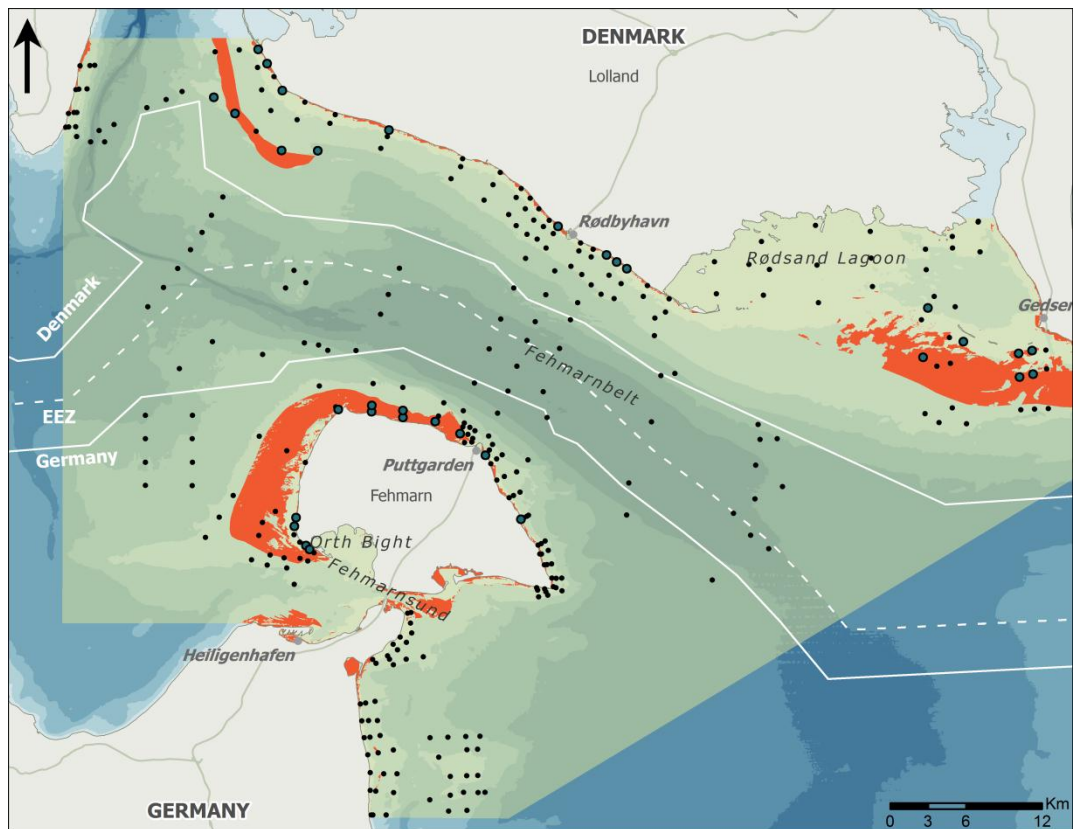 DENMARK
Lolland
Rødbyhavn
Rødsand Lagoon
Gedser
Denmark
Fehmarnbelt
EEZ
Germany
Puttgarden
Fehmarn
Orth Bight
Fehmarnsund
Heiligenhafen
GERMANY
Km
0 3 6 12